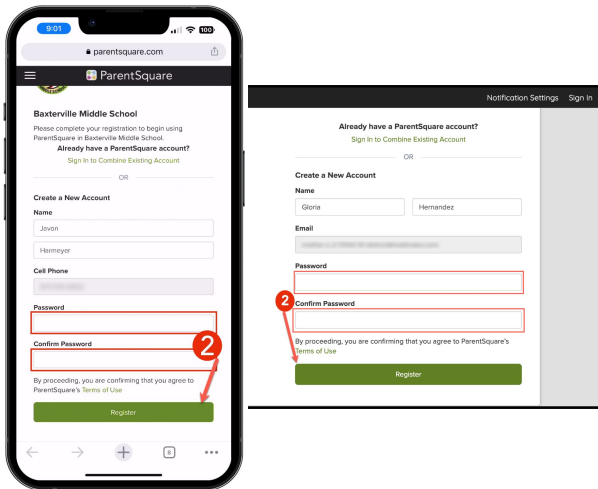 9:01
100
parentsquare.com
ParentSquare
Baxterville Middle School
Please complete your registration to begin using
ParentSquare in Baxterville Middle School.
Already have a ParentSquare account?
Sign In to Combine Existing Account
OR
Create a New Account
Name
Javon
Harmeyer
Cell Phone
Password
Confirm Password
2
By proceeding, you are confirming that you agree to
ParentSquare's Terms of Use
Register
8
Notification Settings Sign In
Already have a ParentSquare account?
Sign In to Combine Existing Account
OR
Create a New Account
Name
Gloria Hernandez
Email
Password
2
Confirm Password
By proceeding, you are confirming that you agree to ParentSquare's
Terms of Use
Register